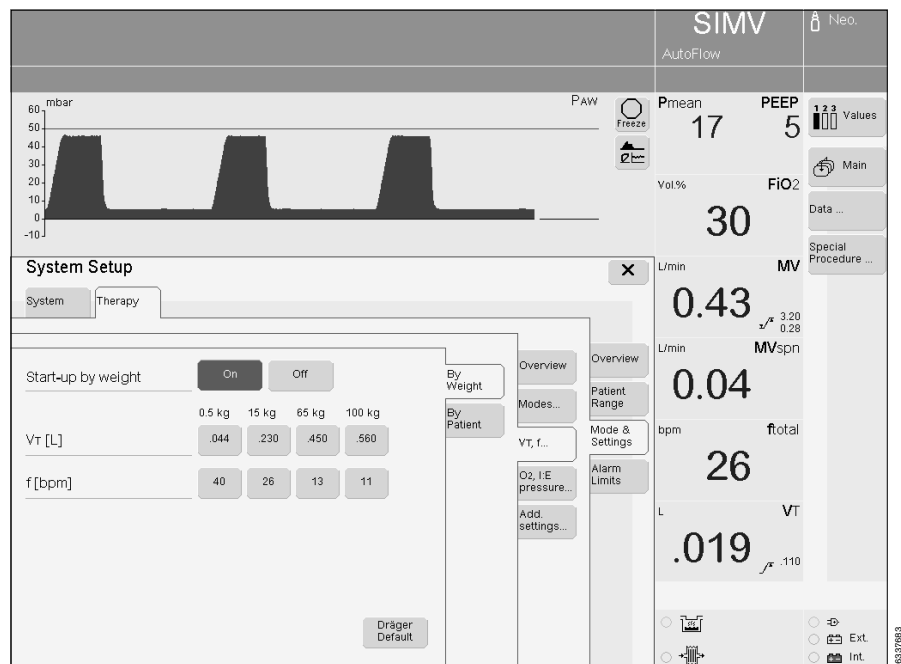 SIMV
AutoFlow
Neo.
mbar
PAW
60
50
40
30
20
10
0
-10
Freeze
Pmean PEEP
17 5
Vol.% FiO2
30
L/min MV
0.43
3.20
0.28
L/min MVspn
0.04
bpm ftotal
26
L VT
.019
.110
1 2 3
Values
Main
Data ...
Special
Procedure ...
System Setup
System
Therapy
Start-up by weight
On
Off
0.5 kg 15 kg 65 kg 100 kg
VT [L]
.044 .230 .450 .560
f [bpm]
40 26 13 11
By
Weight
By
Patient
Overview
Modes...
VT, f...
O2, I:E
pressure...
Add.
settings...
Overview
Patient
Range
Mode &
Settings
Alarm
Limits
Dräger
Default
Ext.
Int.
6337683